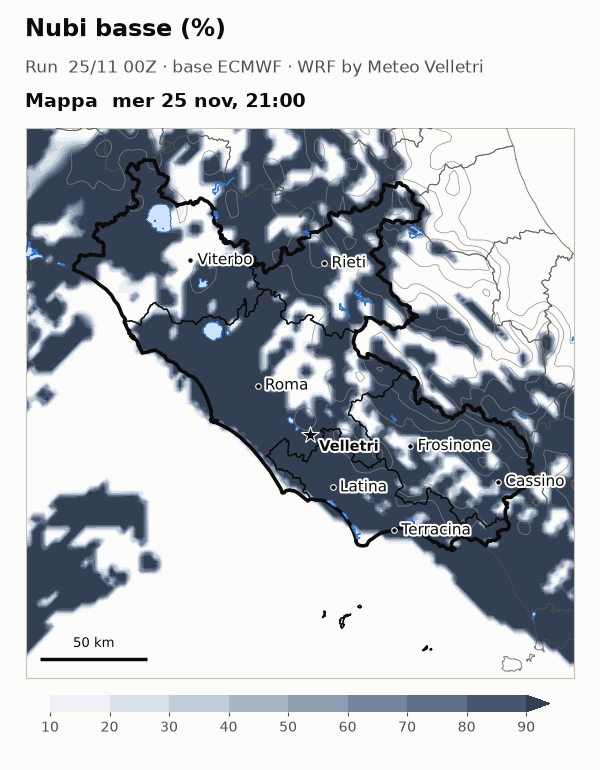 Nubi basse (%)
Run  25/11 00Z · base ECMWF · WRF by Meteo Velletri
Mappa  mer 25 nov, 21:00
Viterbo
Rieti
Roma
Velletri
Frosinone
Cassino
Latina
Terracina
50 km
10 20 30 40 50 60 70 80 90